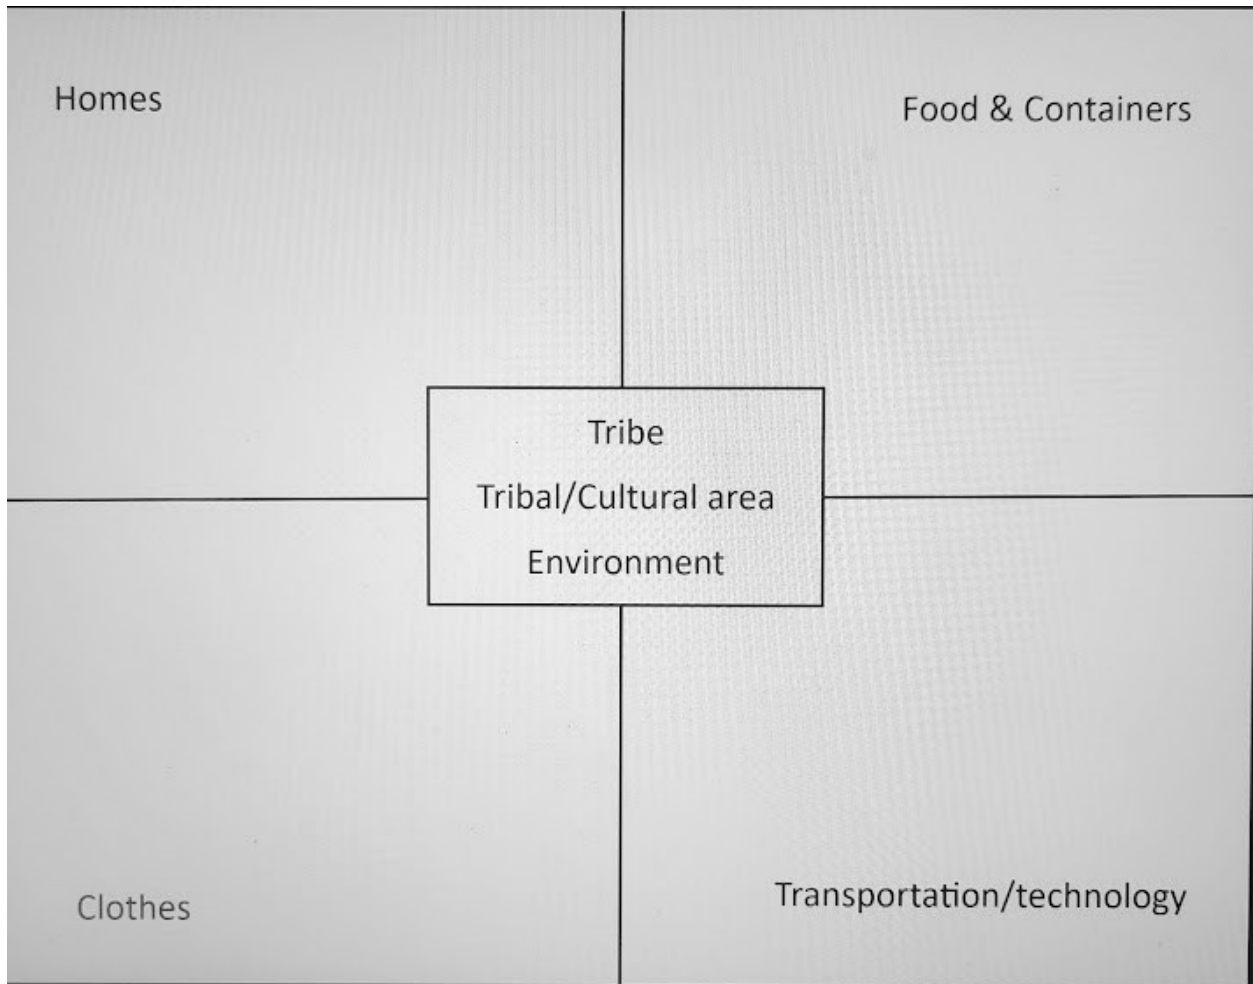 Homes
Food & Containers
Tribe
Tribal/Cultural area
Environment
Clothes
Transportation/technology